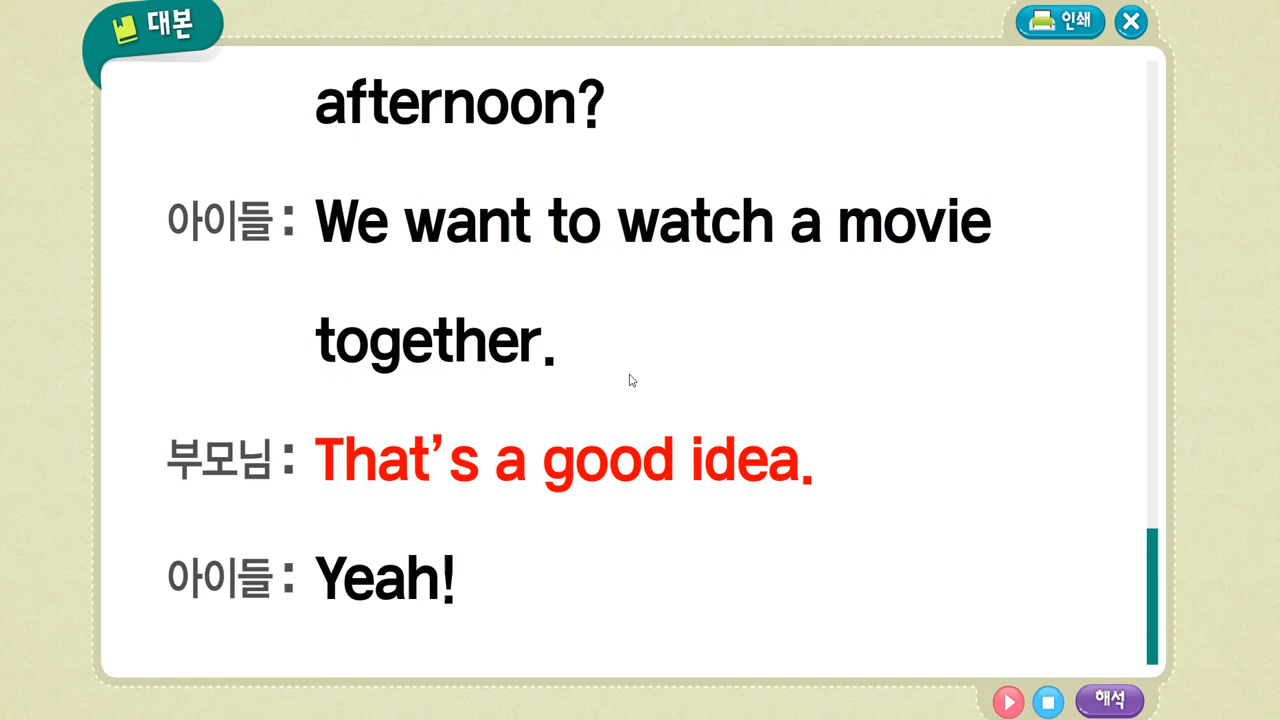 대본
인쇄
afternoon?
아이들 : We want to watch a movie
together.
부모님 : That's a good idea.
아이들 : Yeah!
해석